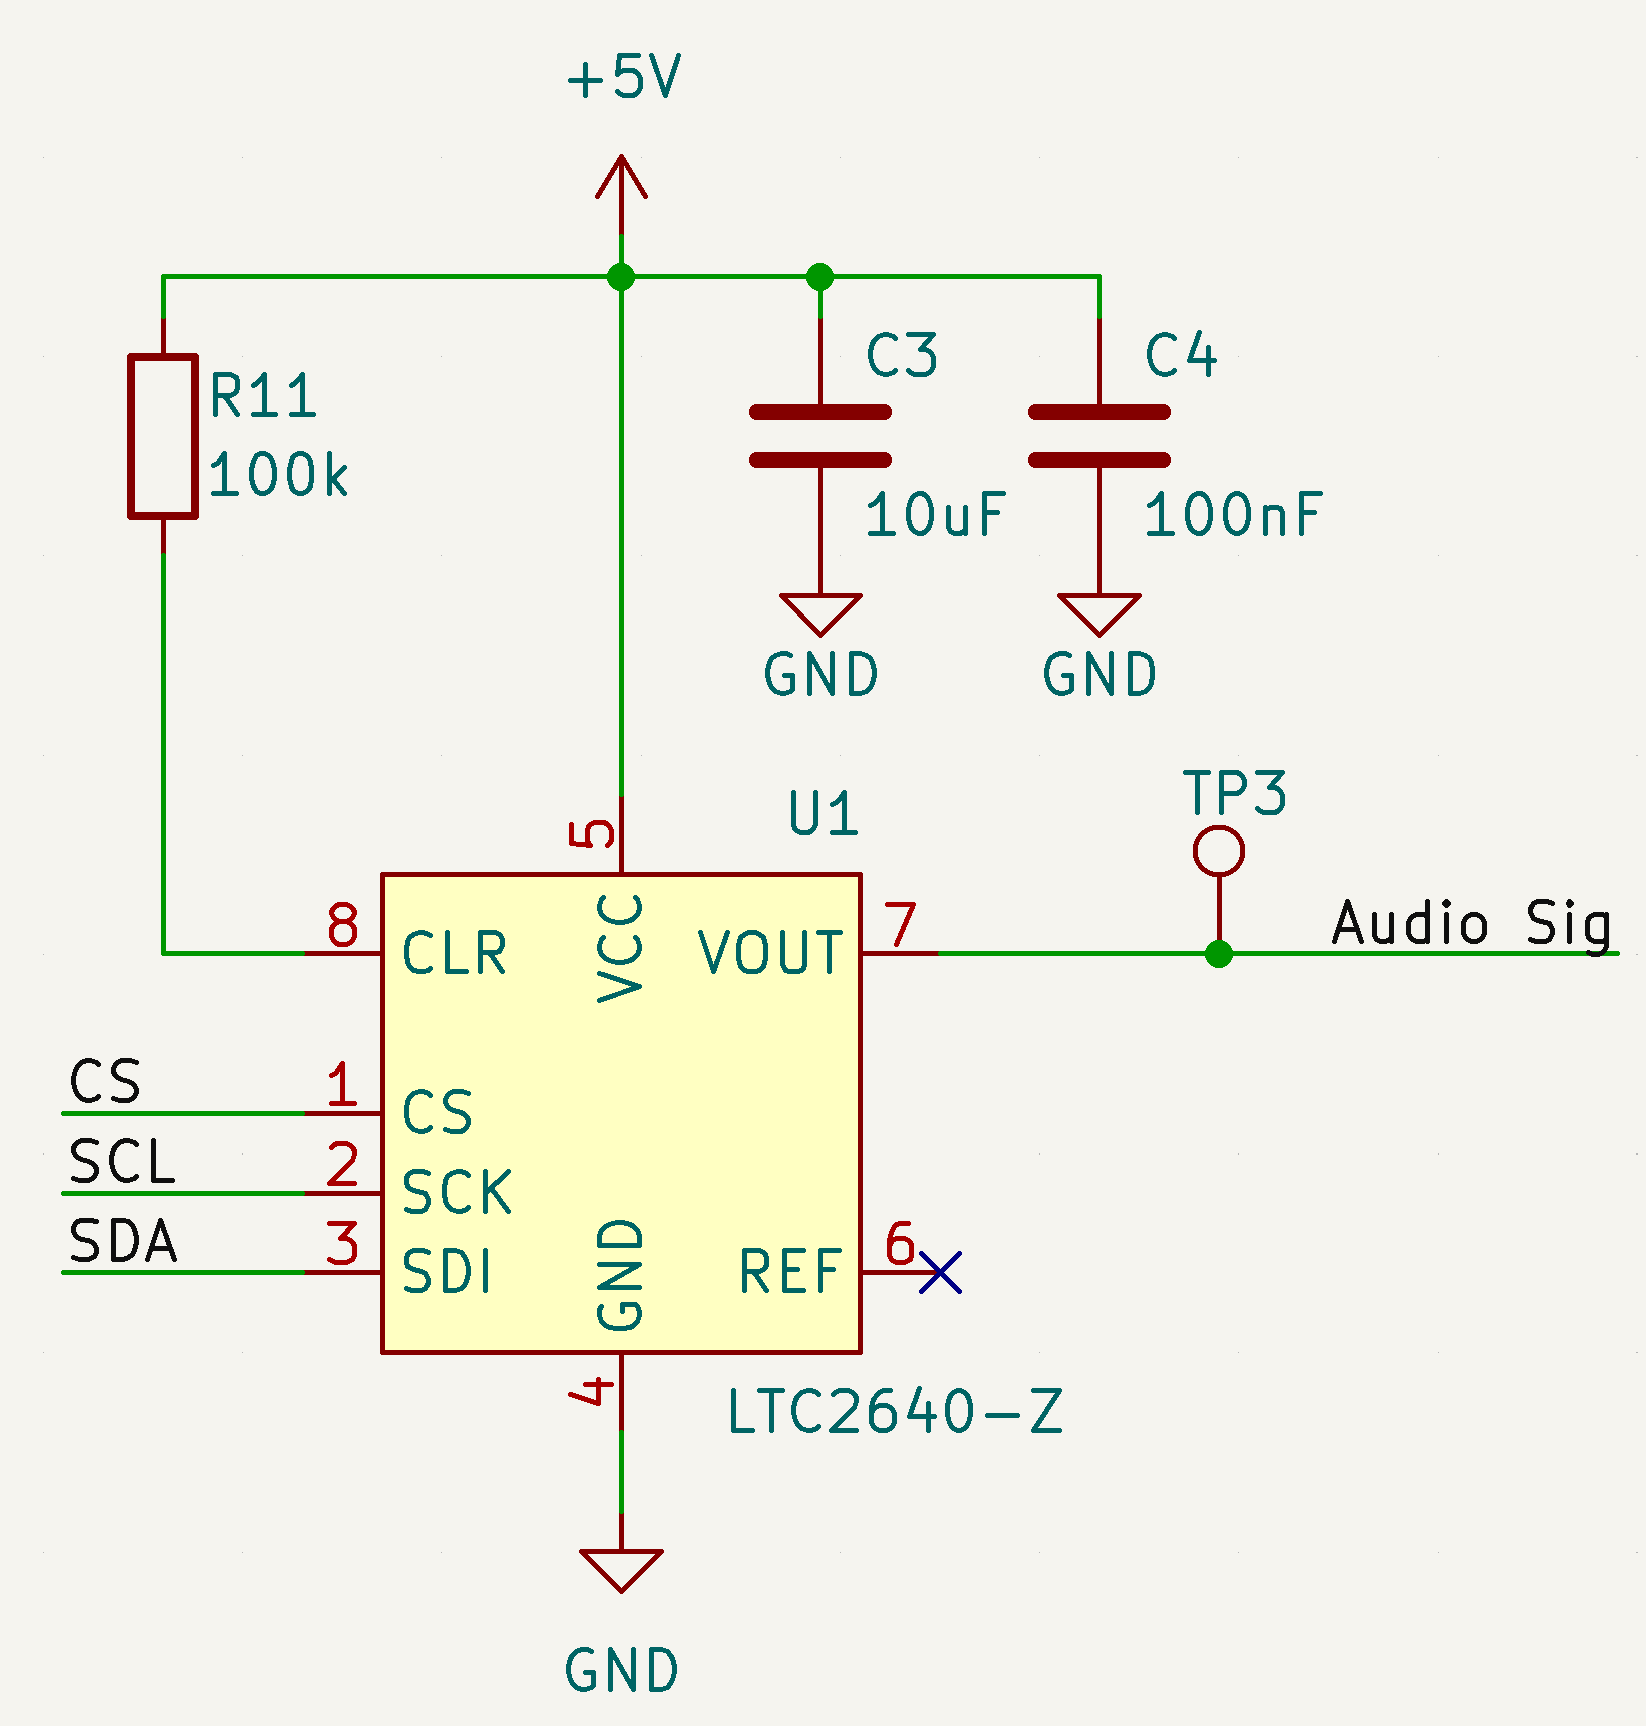 +5V
C3
C4
R11
100k
10uF
100nF
GND
GND
TP3
U1
5
8
CLR
VCC
VOUT
7
Audio Sig
CS
1
CS
SCL
2
SCK
SDA
3
SDI
GND
REF
6
4
LTC2640-Z
GND